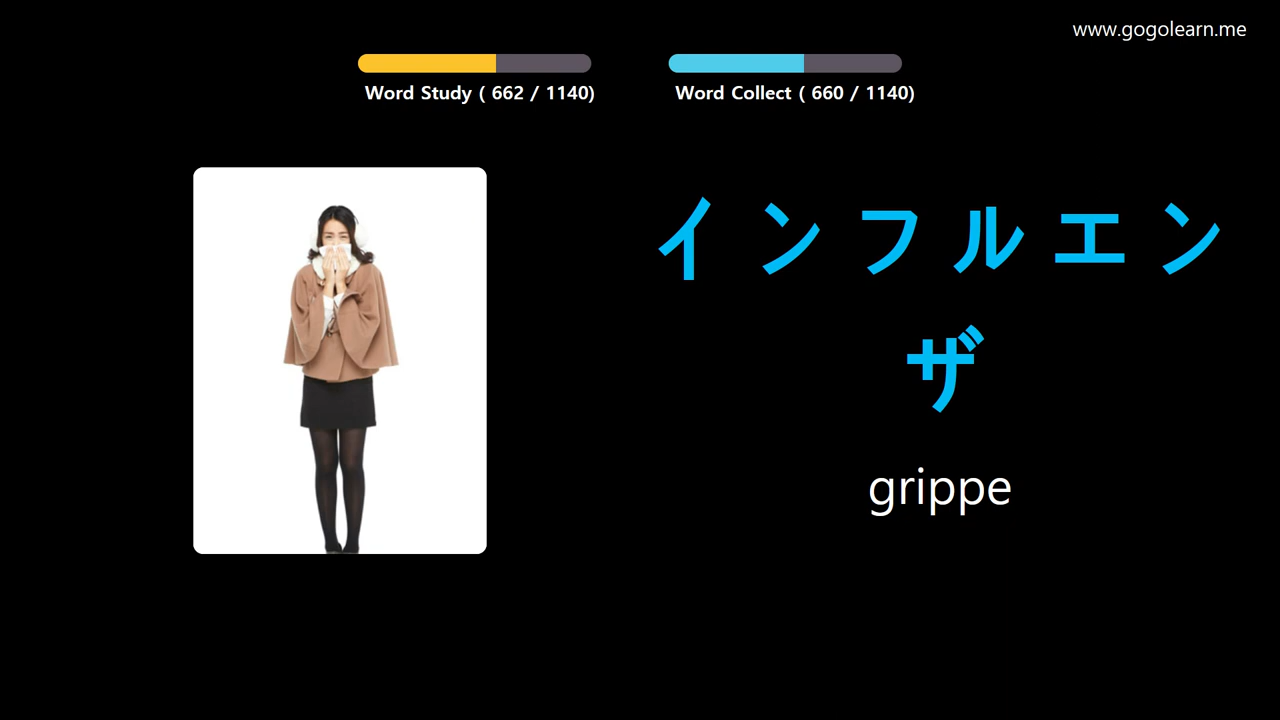 www.gogolearn.me
Word Study ( 662 / 1140)
Word Collect ( 660 / 1140)
インフルエン
ザ
grippe